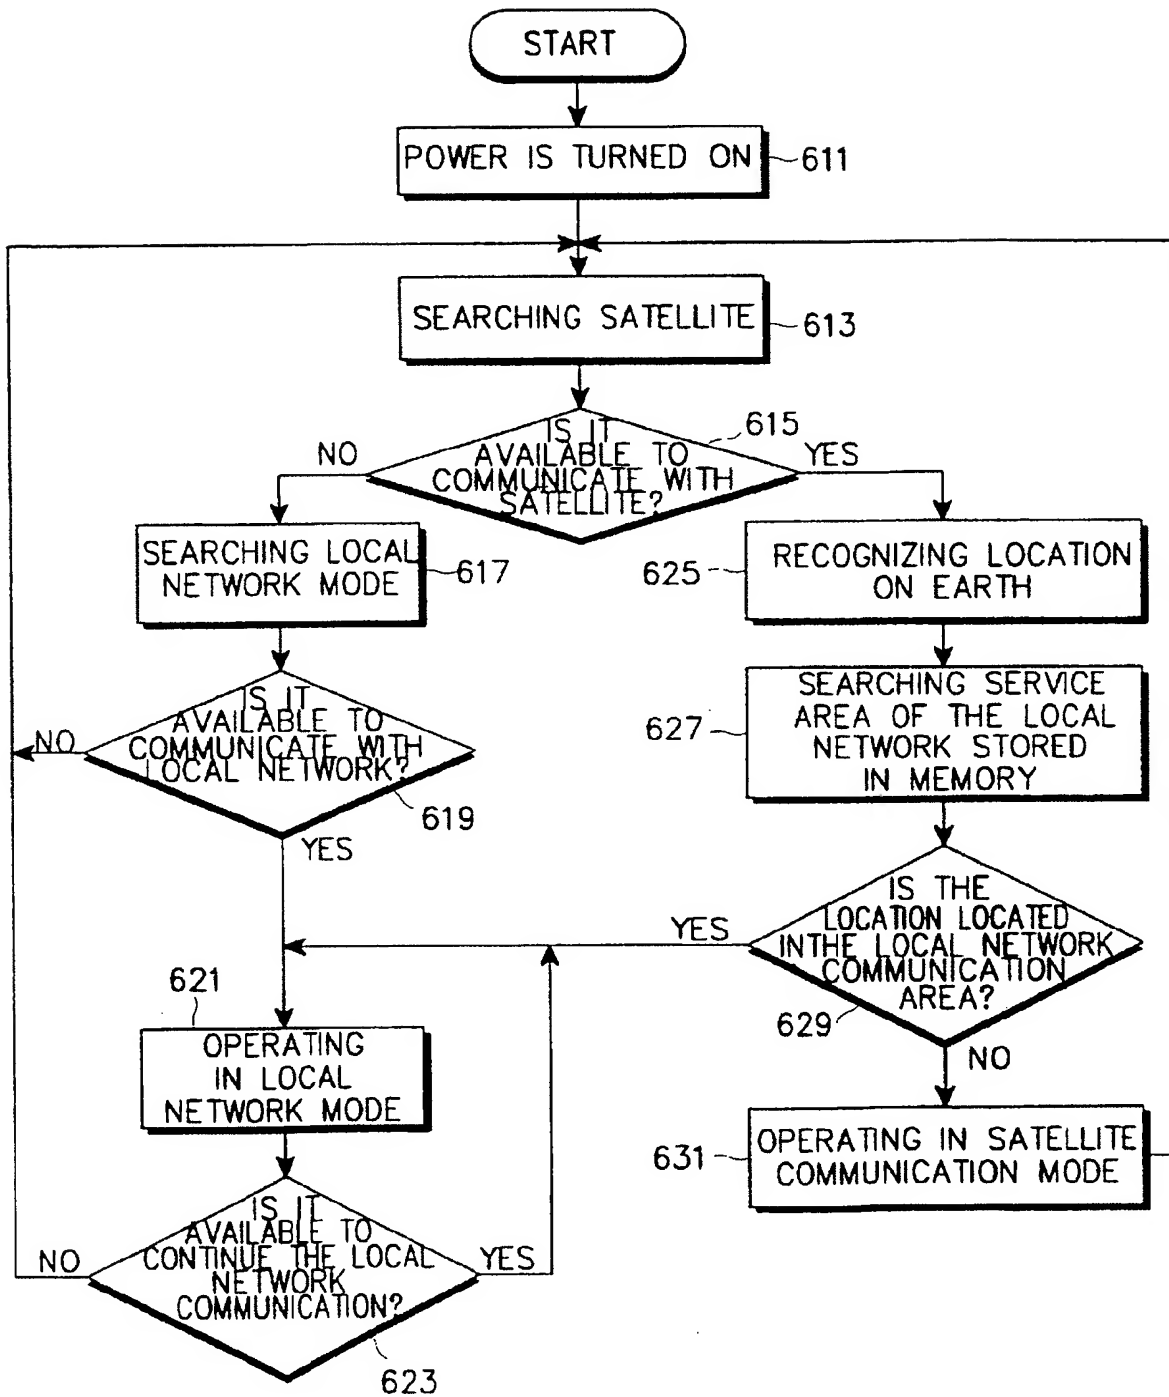 START
POWER IS TURNED ON
611
SEARCHING SATELLITE
613
615
IS IT
AVAILABLE TO
COMMUNICATE WITH
SATELLITE?
NO
YES
SEARCHING LOCAL
NETWORK MODE
617
625
RECOGNIZING LOCATION
ON EARTH
IS IT
AVAILABLE TO
COMMUNICATE WITH
LOCAL NETWORK?
NO
619
YES
627
SEARCHING SERVICE
AREA OF THE LOCAL
NETWORK STORED
IN MEMORY
IS THE
LOCATION LOCATED
IN THE LOCAL NETWORK
COMMUNICATION
AREA?
YES
629
NO
621
OPERATING
IN LOCAL
NETWORK MODE
631
OPERATING IN SATELLITE
COMMUNICATION MODE
IS IT
AVAILABLE TO
CONTINUE THE LOCAL
NETWORK
COMMUNICATION?
NO
YES
623